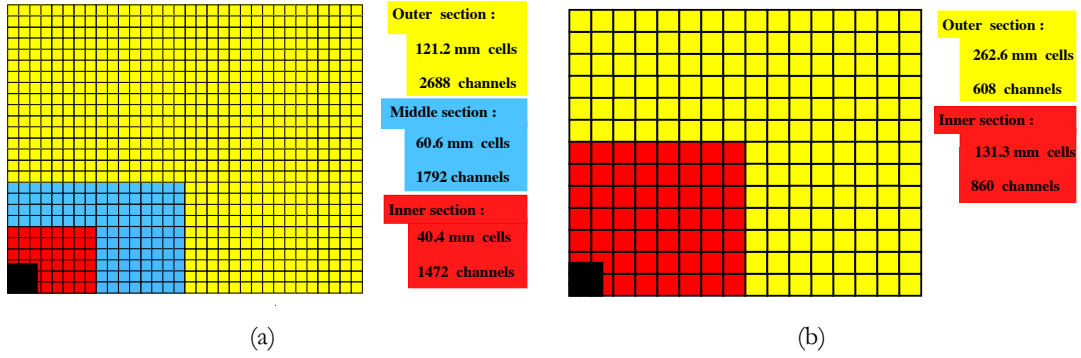 Outer section :
121.2 mm cells
2688 channels
Middle section :
60.6 mm cells
1792 channels
Inner section :
40.4 mm cells
1472 channels
(a)
Outer section :
262.6 mm cells
608 channels
Inner section :
131.3 mm cells
860 channels
(b)